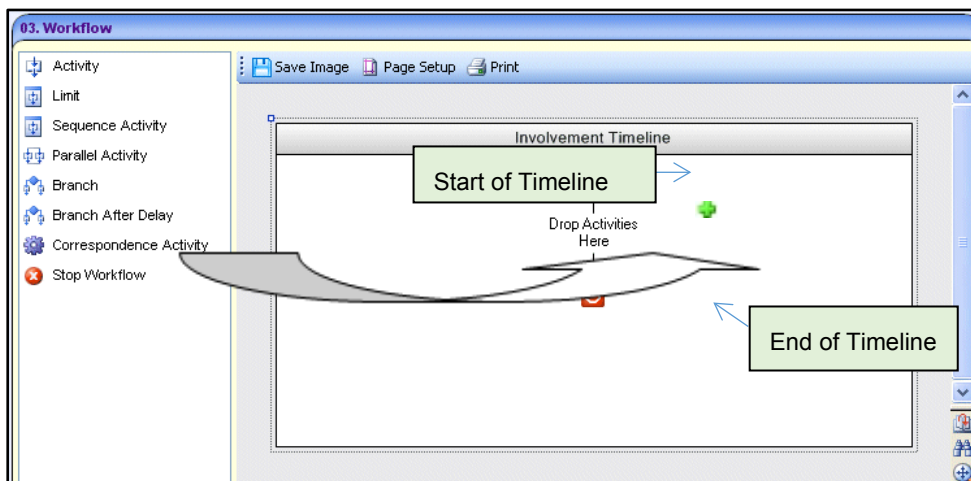 03. Workflow
Activity
Limit
Sequence Activity
Parallel Activity
Branch
Branch After Delay
Correspondence Activity
Stop Workflow
Save Image Page Setup Print
Involvement Timeline
Start of Timeline
Drop Activities
Here
End of Timeline